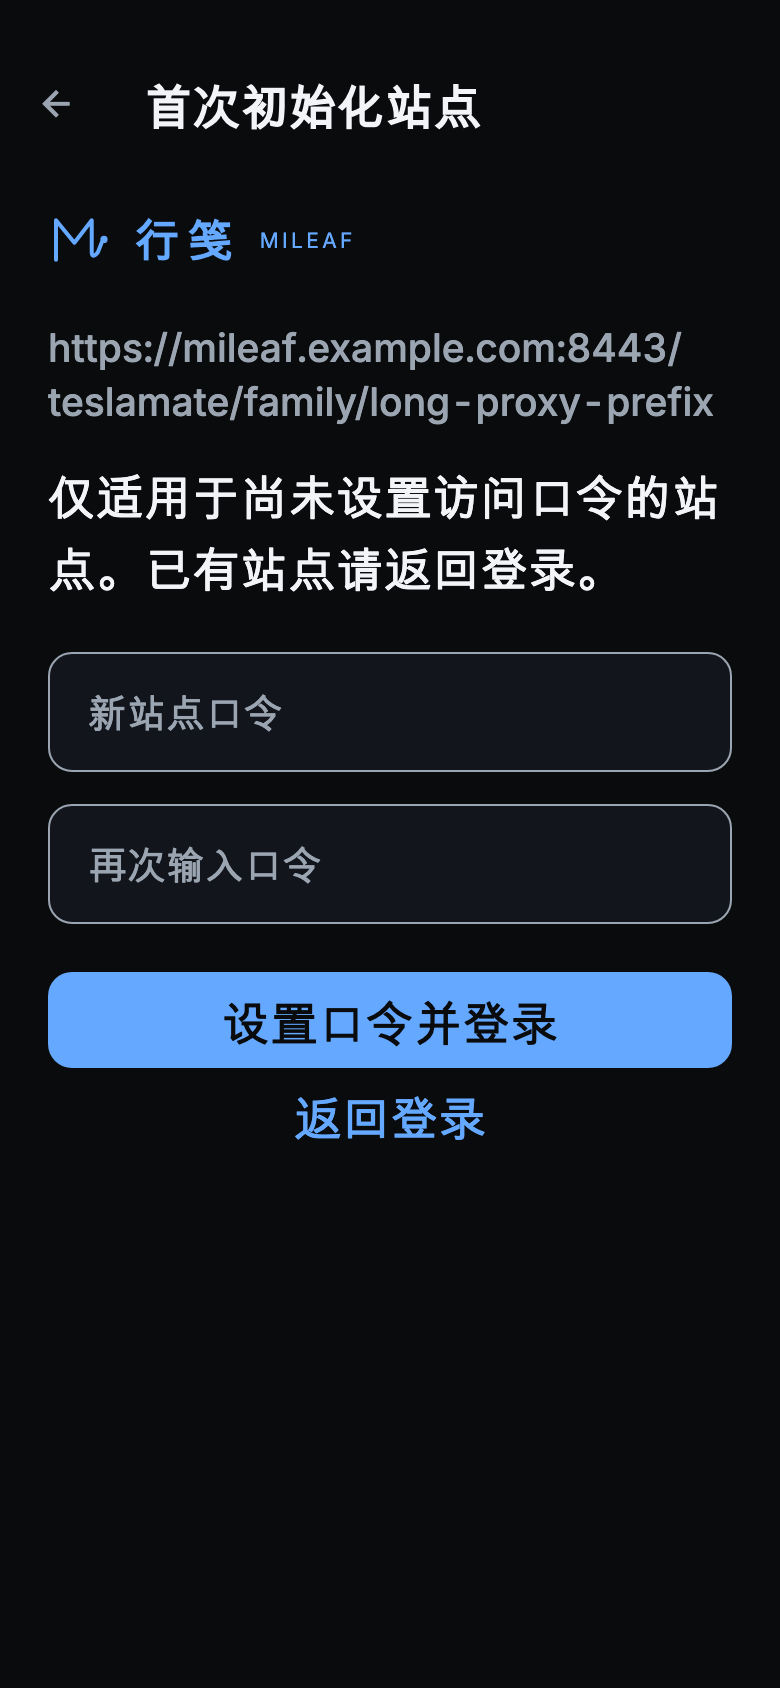 首次初始化站点
行笺 MILEAF
https://mileaf.example.com:8443/
teslamate/family/long-proxy-prefix
仅适用于尚未设置访问口令的站
点。已有站点请返回登录。
新站点口令
再次输入口令
设置口令并登录
返回登录